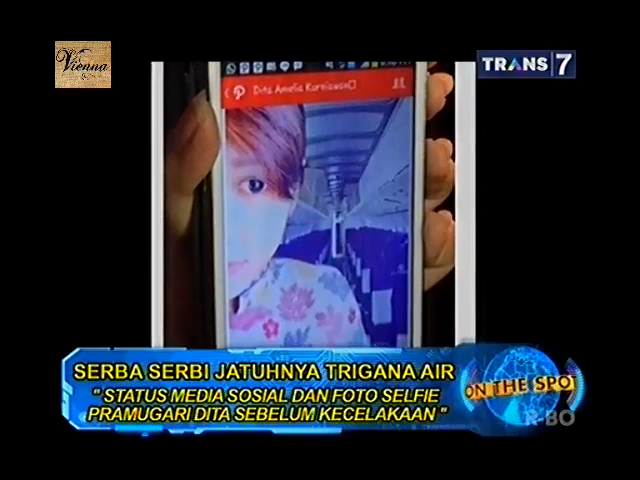 Vienna
TRANS 7
Dita Amelia Kurniawan
SERBA SERBI JATUHNYA TRIGANA AIR
" STATUS MEDIA SOSIAL DAN FOTO SELFIE
PRAMUGARI DITA SEBELUM KECELAKAAN "
ON THE SPOT
R-BO